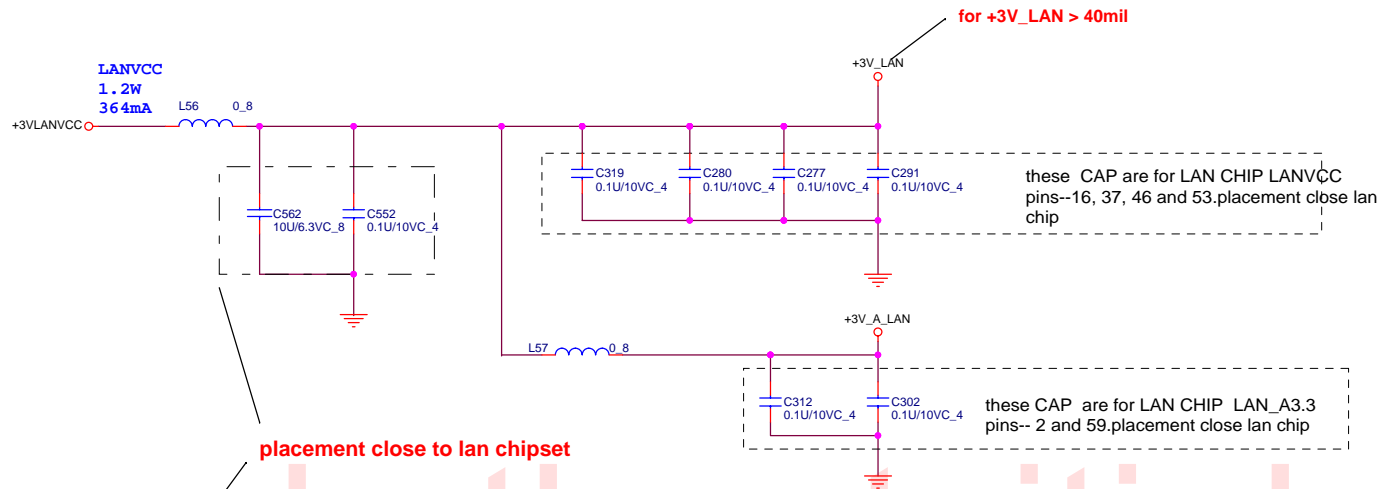 for +3V_LAN > 40mil
+3V_LAN
LANVCC
1.2W
364mA
L56 0_8
+3VLANVCC
C319
0.1U/10VC_4
C280
0.1U/10VC_4
C277
0.1U/10VC_4
C291
0.1U/10VC_4
these CAP are for LAN CHIP LANVCC
pins--16, 37, 46 and 53.placement close lan
chip
C562
10U/6.3VC_8
C552
0.1U/10VC_4
+3V_A_LAN
L57 0_8
C312
0.1U/10VC_4
C302
0.1U/10VC_4
these CAP are for LAN CHIP LAN_A3.3
pins-- 2 and 59.placement close lan chip
placement close to lan chipset